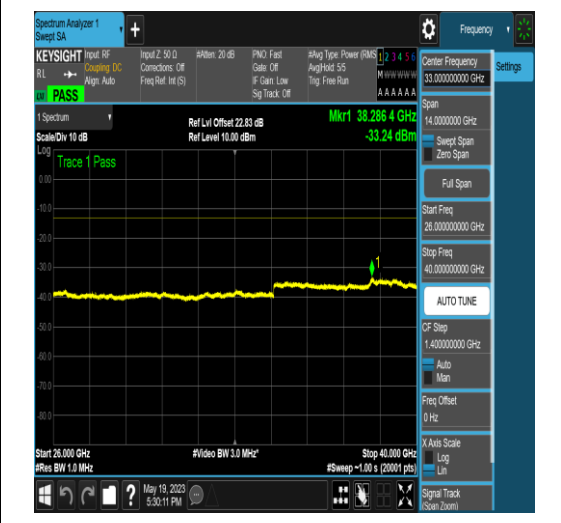 Spectrum Analyzer 1
Swept SA
+
Frequency
KEYSIGHT
RL
PASS
Input: RF
Coupling: DC
Align: Auto
Input Z: 50 Ω
Corrections: Off
Freq Ref: Int (S)
#Atten: 20 dB
PNO: Fast
Gate: Off
IF Gain: Low
Sig Track: Off
#Avg Type: Power (RMS
Avg|Hold: 5/5
Trig: Free Run
1 2 3 4 5 6
M W W W W W
A A A A A A
1 Spectrum
Scale/Div 10 dB
Ref Lvl Offset 22.83 dB
Ref Level 10.00 dBm
Mkr1 38.286 4 GHz
-33.24 dBm
Log
Trace 1 Pass
0.00
-10.0
-20.0
-30.0
-40.0
-50.0
-60.0
-70.0
-80.0
1
Start 26.000 GHz
#Res BW 1.0 MHz
#Video BW 3.0 MHz*
Stop 40.000 GHz
#Sweep ~1.00 s (20001 pts)
?
May 19, 2023
5:30:11 PM
Center Frequency
33.000000000 GHz
Span
14.0000000 GHz
Swept Span
Zero Span
Full Span
Start Freq
26.000000000 GHz
Stop Freq
40.000000000 GHz
AUTO TUNE
CF Step
1.400000000 GHz
Auto
Man
Freq Offset
0 Hz
X Axis Scale
Log
Lin
Signal Track
(Span Zoom)
Settings